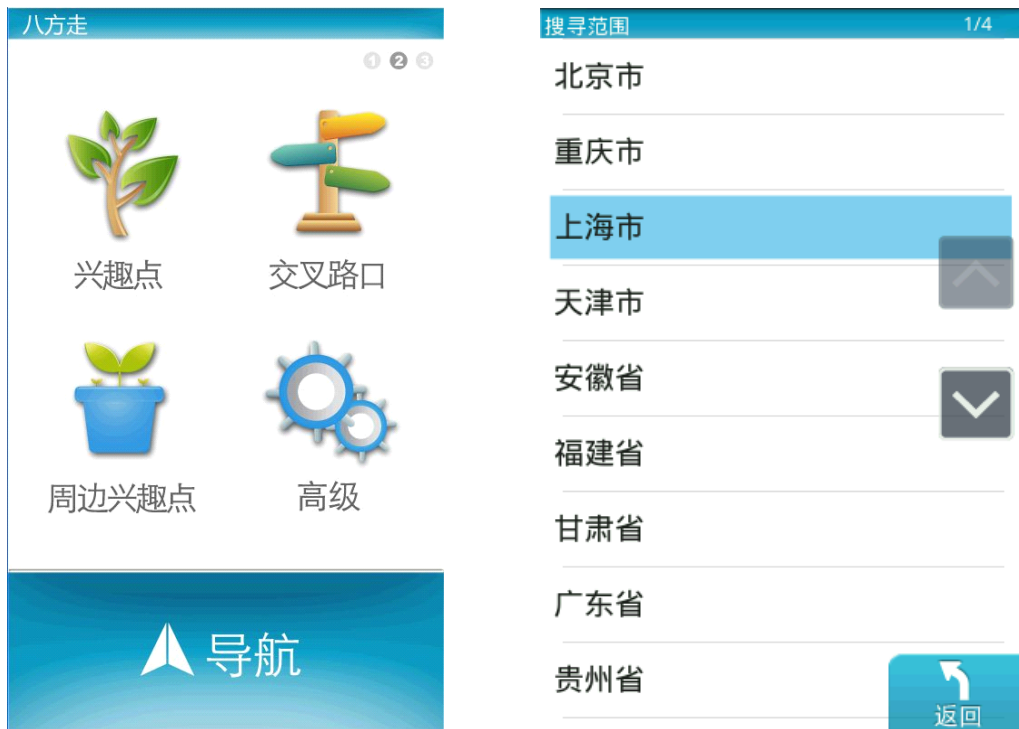 八方走
1 2 3
兴趣点
交叉路口
周边兴趣点
高级
导航
搜寻范围 1/4
北京市
重庆市
上海市
天津市
安徽省
福建省
甘肃省
广东省
贵州省
返回